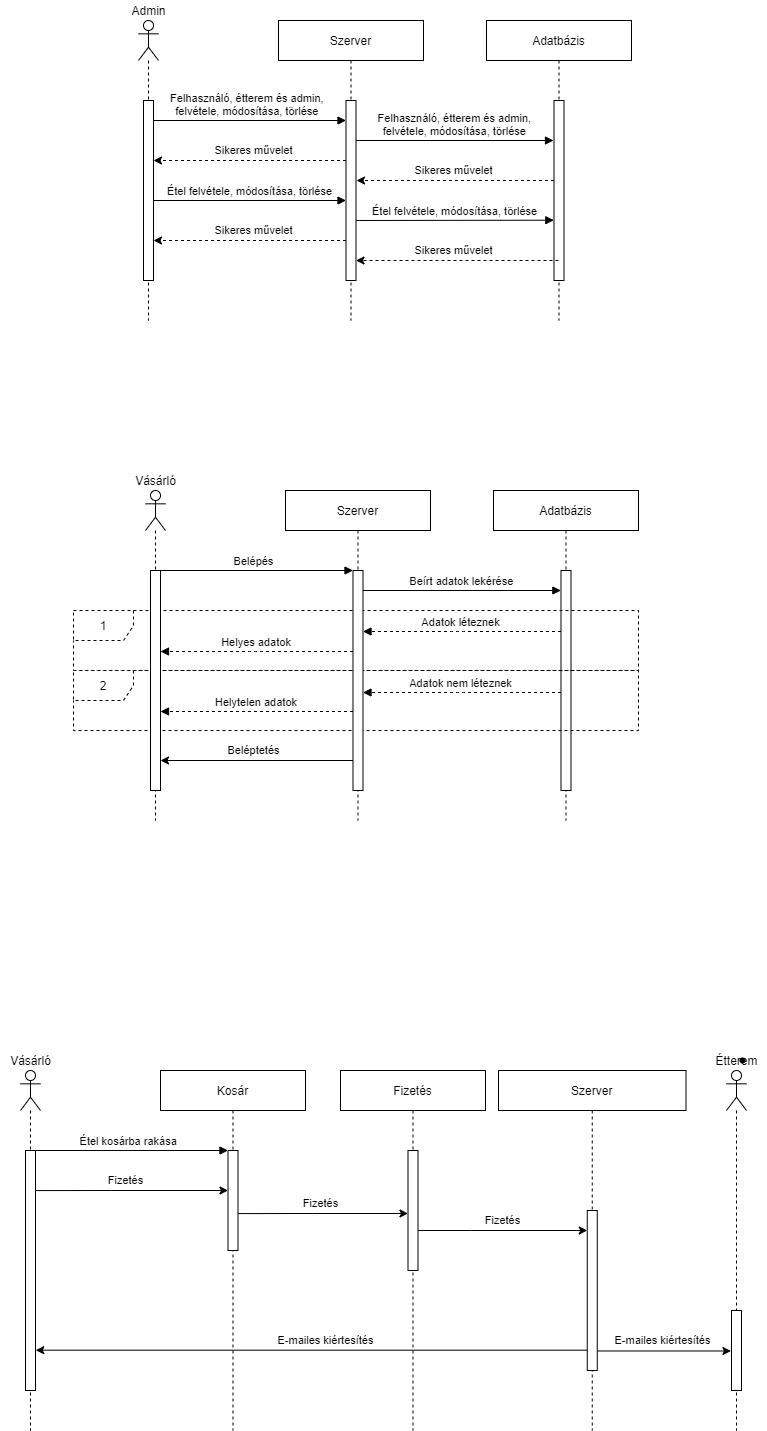 Admin
Szerver
Adatbázis
Felhasználó, étterem és admin,
felvétele, módosítása, törlése
Felhasználó, étterem és admin,
felvétele, módosítása, törlése
Sikeres művelet
Sikeres művelet
Étel felvétele, módosítása, törlése
Étel felvétele, módosítása, törlése
Sikeres művelet
Sikeres művelet
Vásárló
Szerver
Adatbázis
Belépés
Beírt adatok lekérése
1
Adatok léteznek
Helyes adatok
2
Adatok nem léteznek
Helytelen adatok
Beléptetés
Vásárló
Kosár
Fizetés
Szerver
Étterem
Étel kosárba rakása
Fizetés
Fizetés
Fizetés
E-mailes kiértesítés
E-mailes kiértesítés